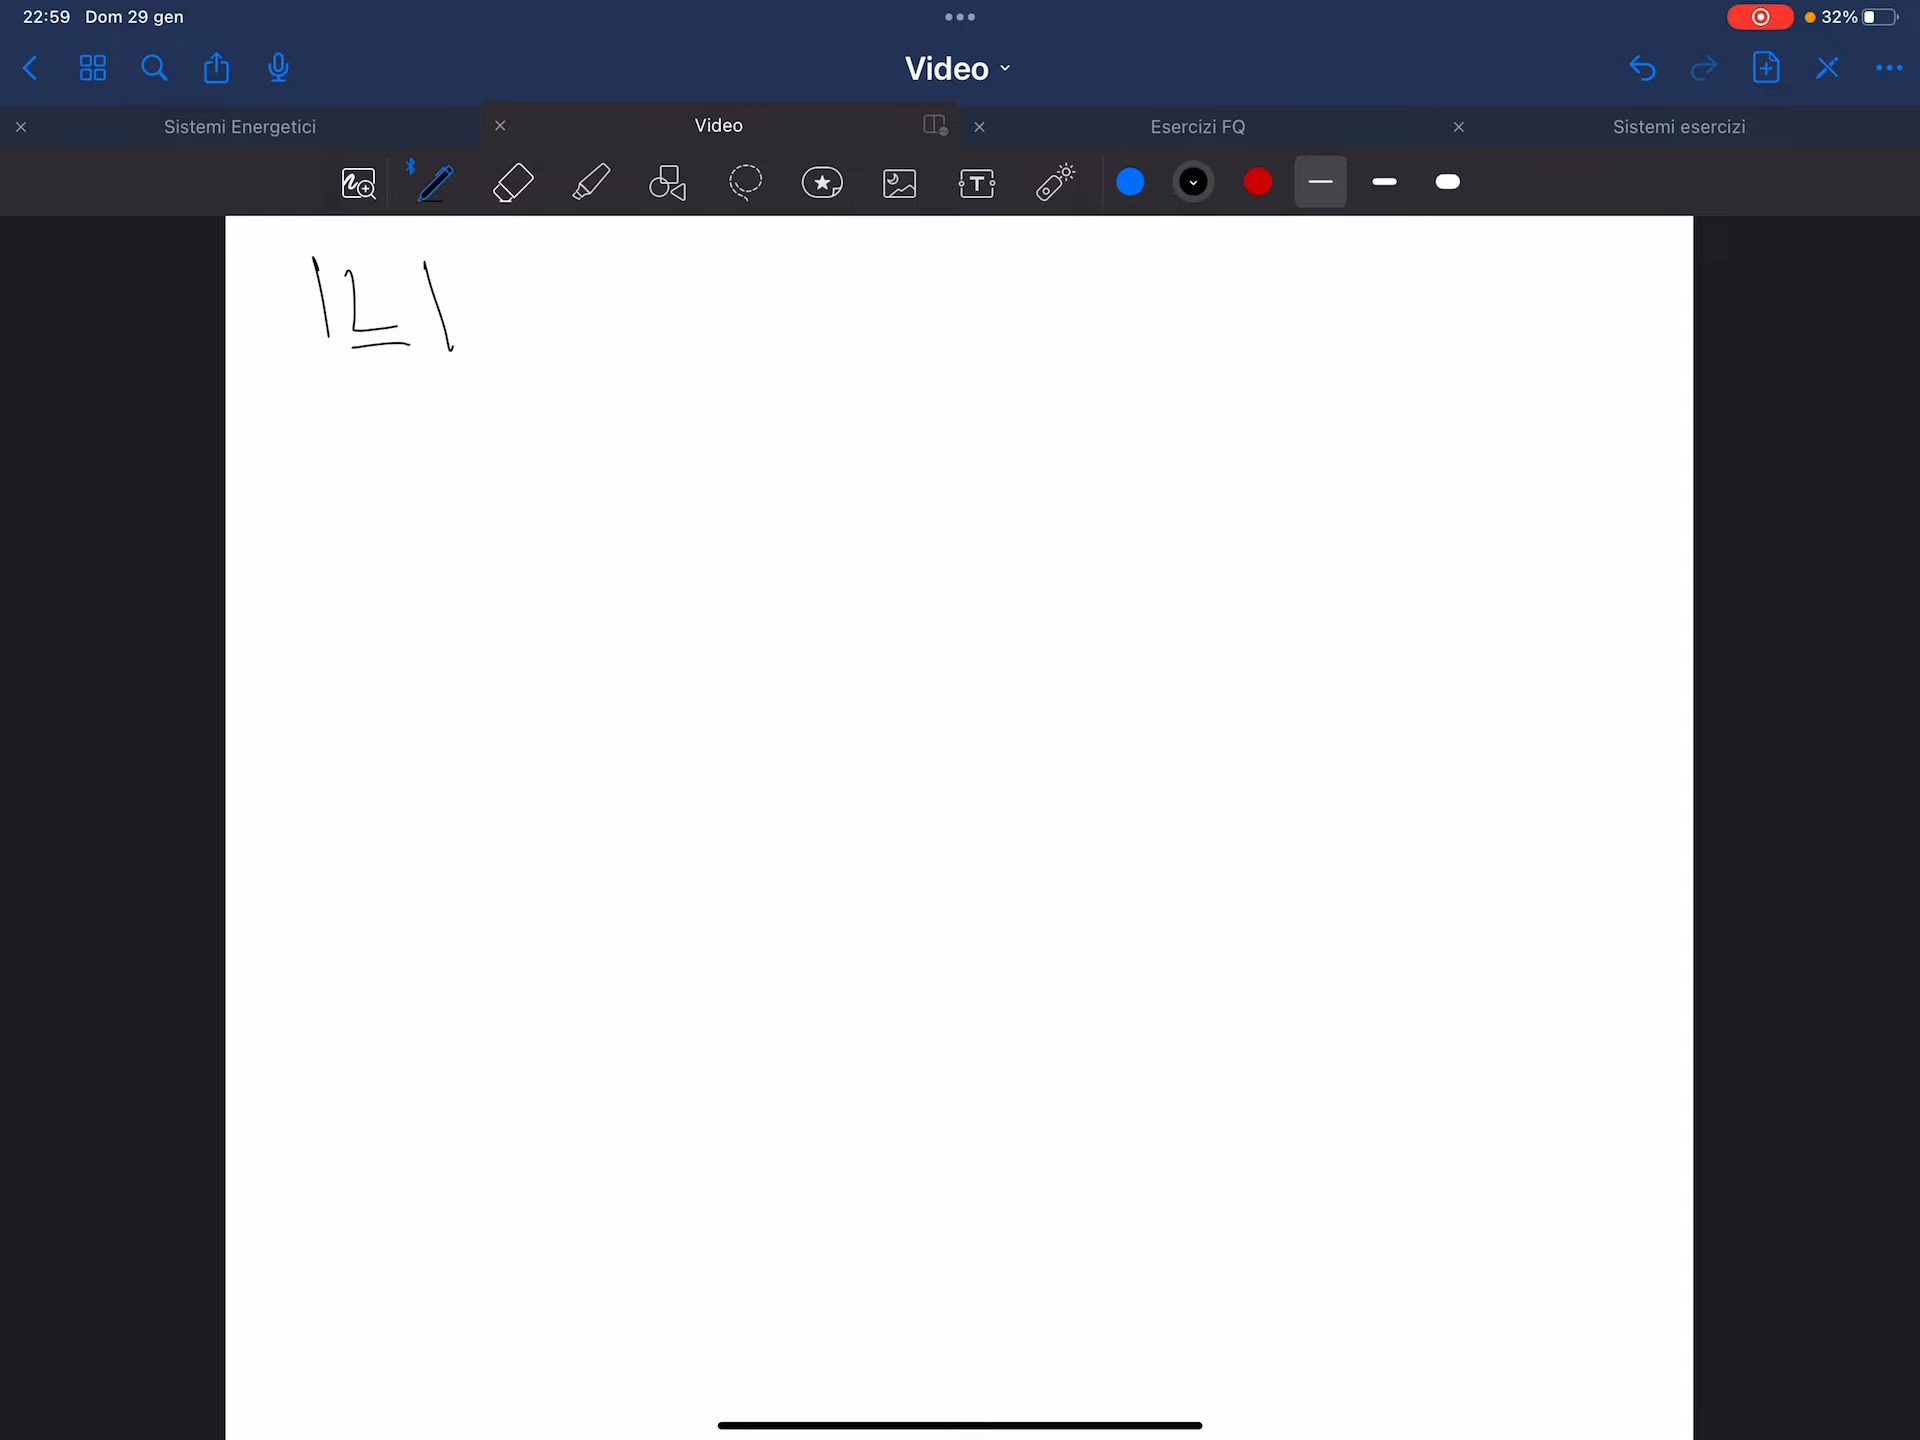 22:59 Dom 29 gen 32%
Video
Sistemi Energetici Video Esercizi FQ Sistemi esercizi
|L|